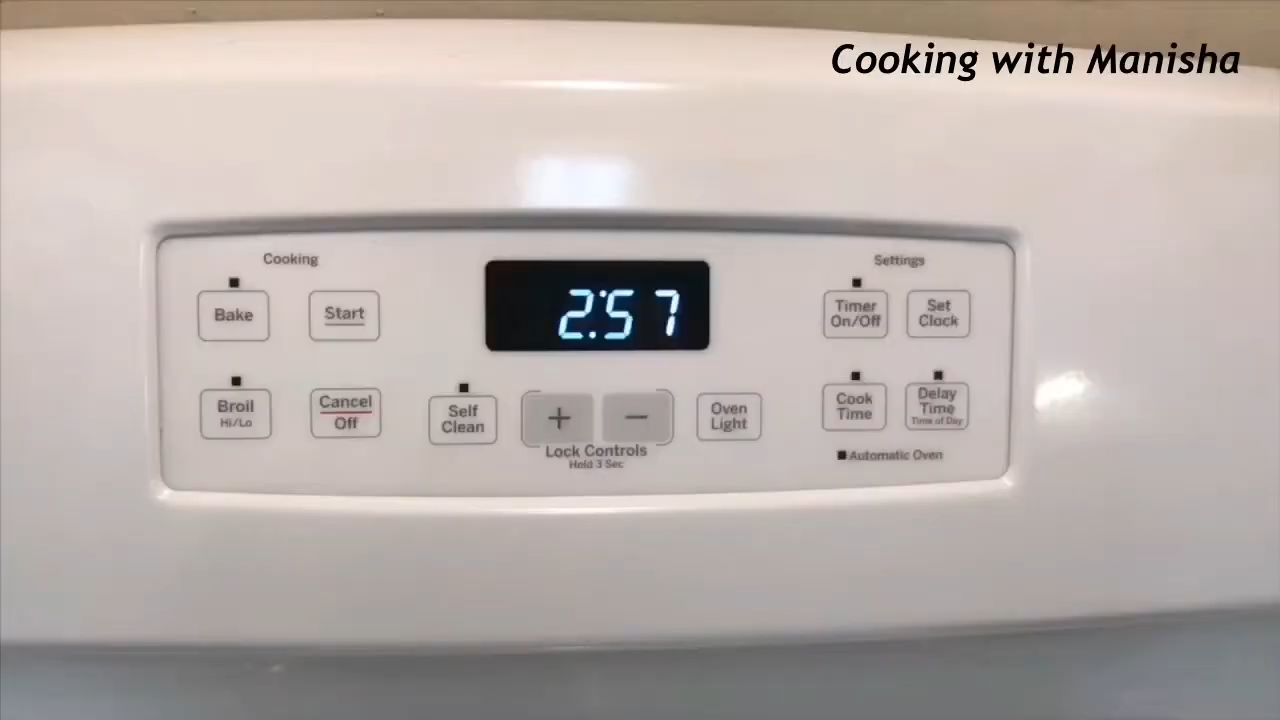 Cooking with Manisha
Cooking
Bake
Start
Broil
Hi/Lo
Cancel
Off
2:57
Self
Clean
+
−
Lock Controls
Hold 3 Sec
Oven
Light
Settings
Timer
On/Off
Set
Clock
Cook
Time
Delay
Time
Time of Day
Automatic Oven